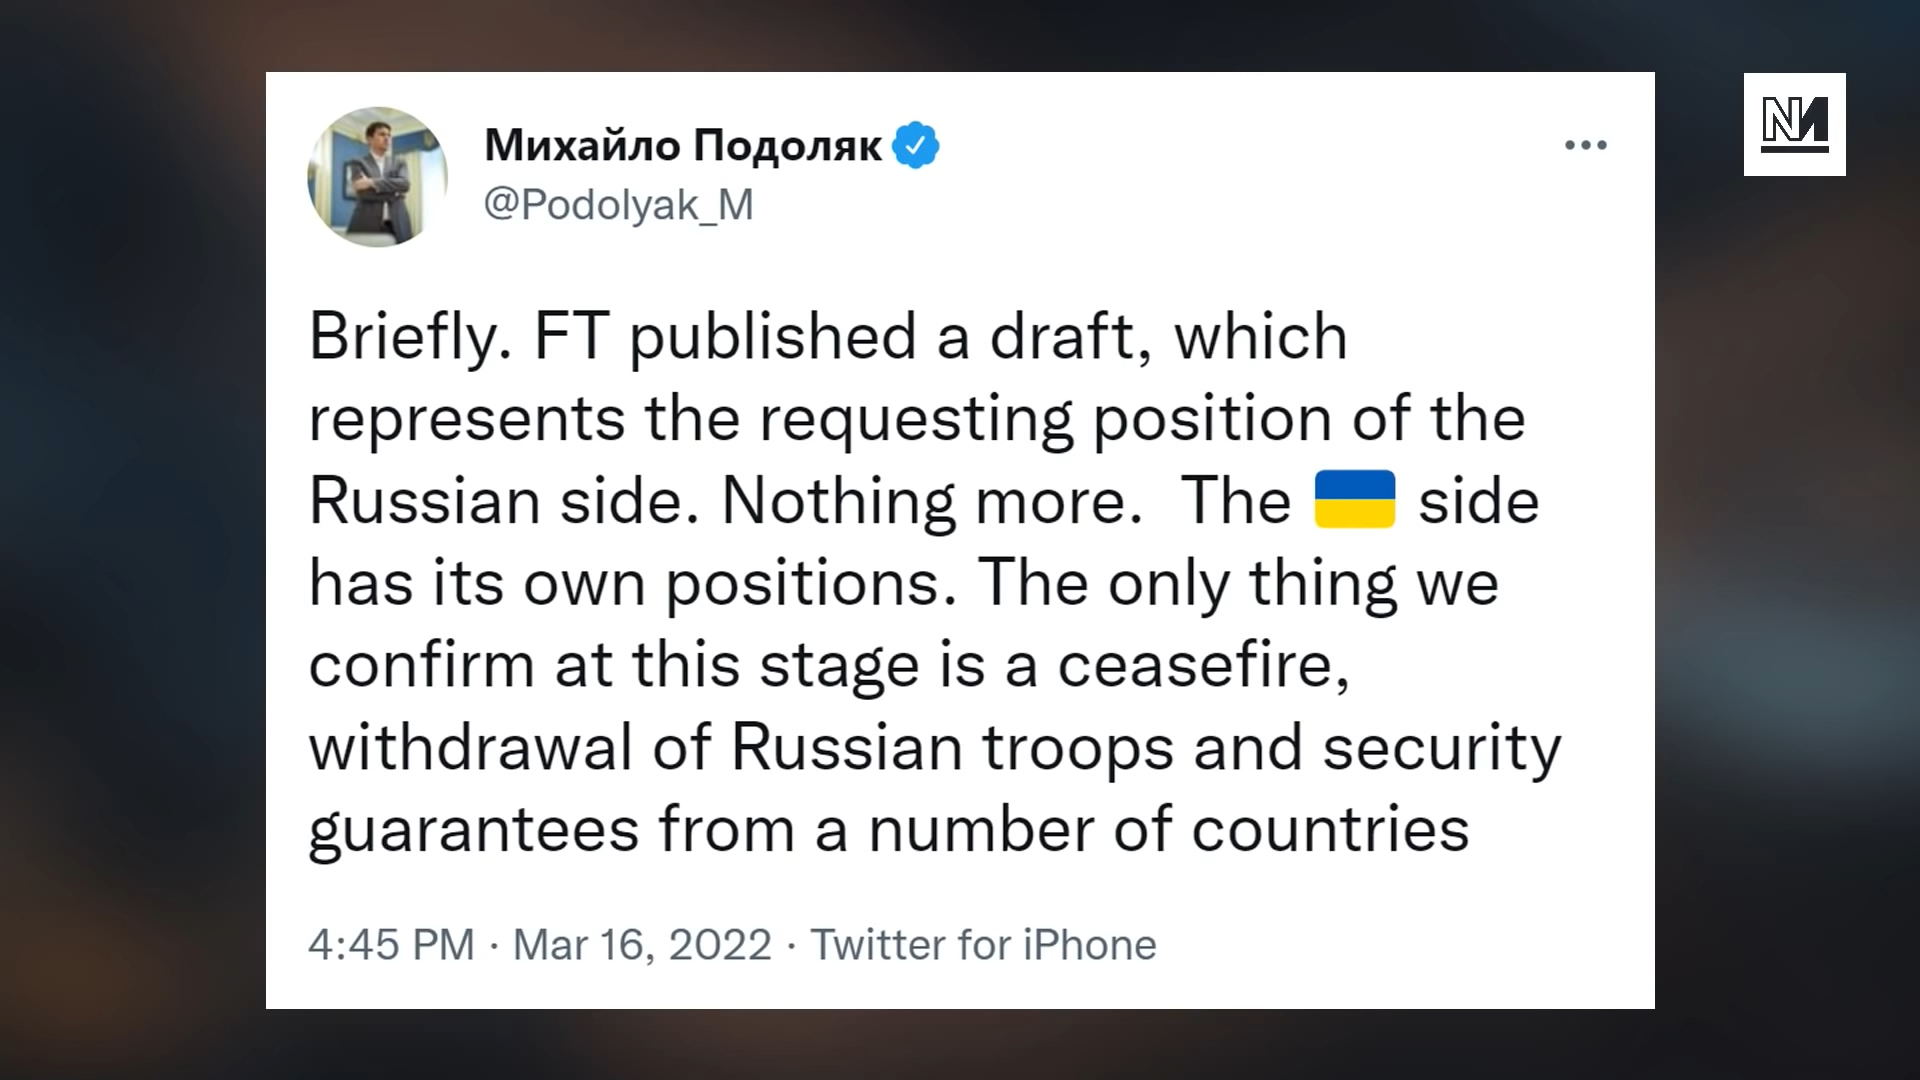 Михайло Подоляк
@Podolyak_M
Briefly. FT published a draft, which
represents the requesting position of the
Russian side. Nothing more.  The 🇺🇦 side
has its own positions. The only thing we
confirm at this stage is a ceasefire,
withdrawal of Russian troops and security
guarantees from a number of countries
4:45 PM · Mar 16, 2022 · Twitter for iPhone
NM